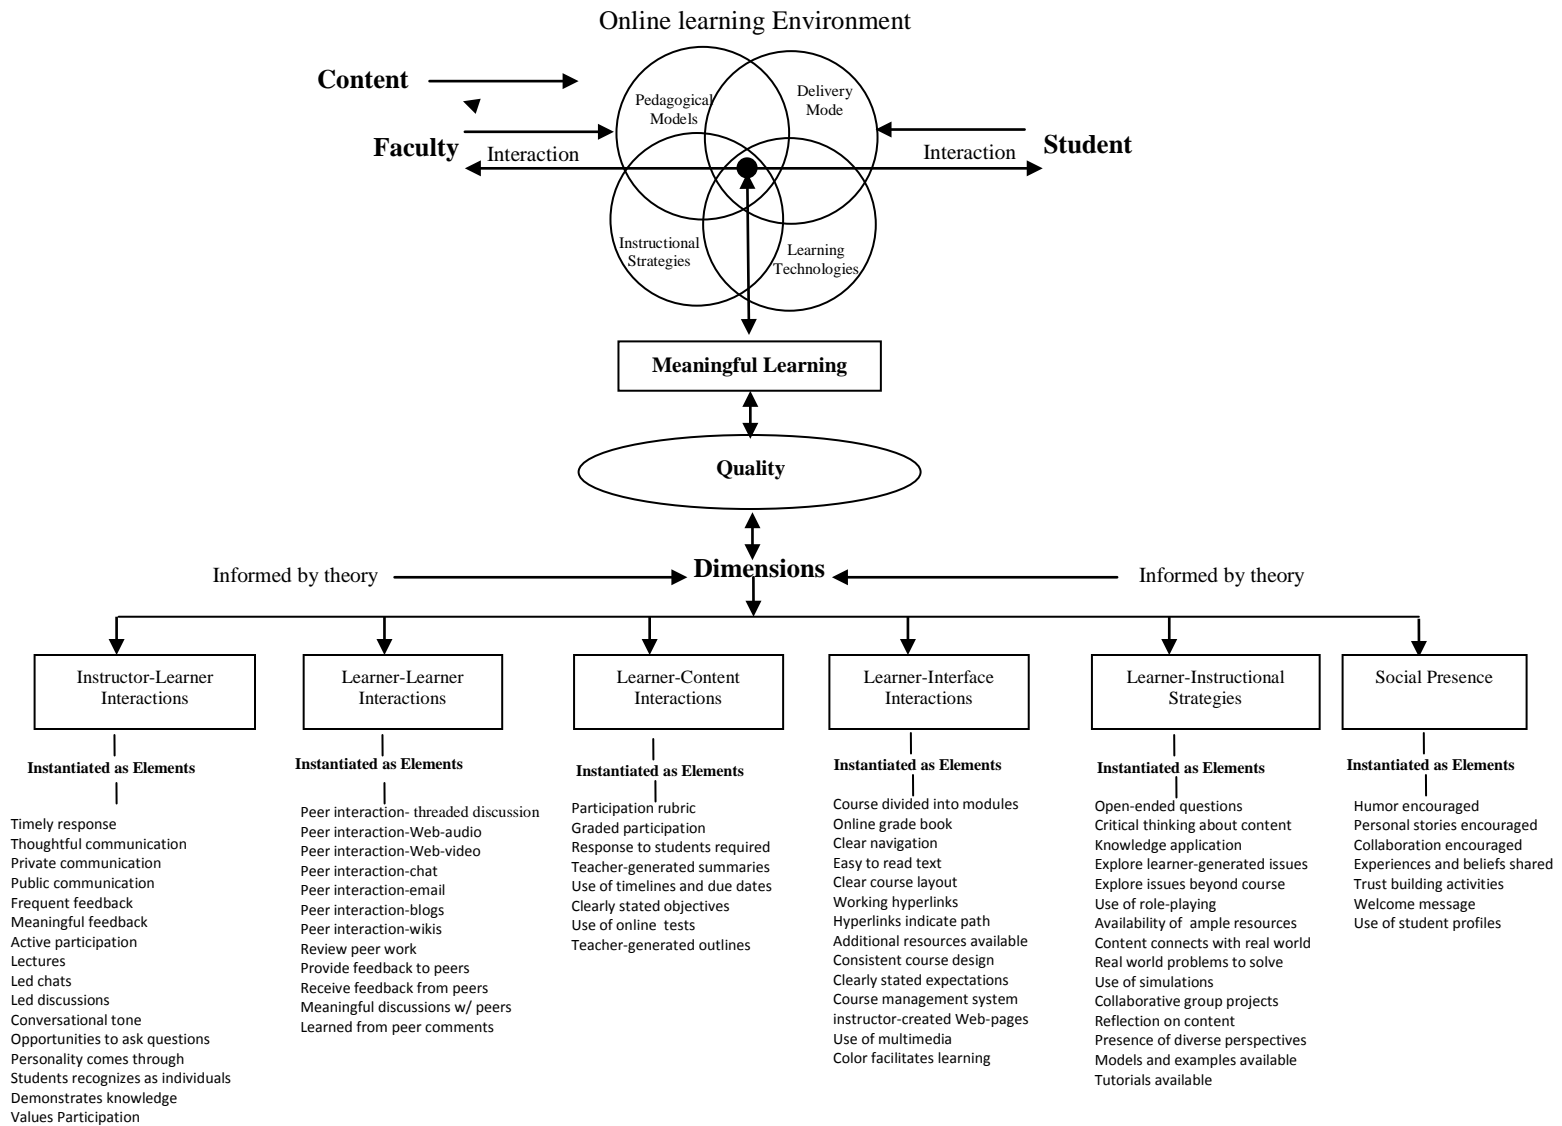 Online learning Environment
Content
Faculty
Interaction
Pedagogical
Models
Delivery
Mode
Interaction
Student
Instructional
Strategies
Learning
Technologies
Meaningful Learning
Quality
Informed by theory
Dimensions
Informed by theory
Instructor-Learner
Interactions
Instantiated as Elements
Timely response
Thoughtful communication
Private communication
Public communication
Frequent feedback
Meaningful feedback
Active participation
Lectures
Led chats
Led discussions
Conversational tone
Opportunities to ask questions
Personality comes through
Students recognizes as individuals
Demonstrates knowledge
Values Participation
Learner-Learner
Interactions
Instantiated as Elements
Peer interaction- threaded discussion
Peer interaction-Web-audio
Peer interaction-Web-video
Peer interaction-chat
Peer interaction-email
Peer interaction-blogs
Peer interaction-wikis
Review peer work
Provide feedback to peers
Receive feedback from peers
Meaningful discussions w/ peers
Learned from peer comments
Learner-Content
Interactions
Instantiated as Elements
Participation rubric
Graded participation
Response to students required
Teacher-generated summaries
Use of timelines and due dates
Clearly stated objectives
Use of online tests
Teacher-generated outlines
Learner-Interface
Interactions
Instantiated as Elements
Course divided into modules
Online grade book
Clear navigation
Easy to read text
Clear course layout
Working hyperlinks
Hyperlinks indicate path
Additional resources available
Consistent course design
Clearly stated expectations
Course management system
instructor-created Web-pages
Use of multimedia
Color facilitates learning
Learner-Instructional
Strategies
Instantiated as Elements
Open-ended questions
Critical thinking about content
Knowledge application
Explore learner-generated issues
Explore issues beyond course
Use of role-playing
Availability of ample resources
Content connects with real world
Real world problems to solve
Use of simulations
Collaborative group projects
Reflection on content
Presence of diverse perspectives
Models and examples available
Tutorials available
Social Presence
Instantiated as Elements
Humor encouraged
Personal stories encouraged
Collaboration encouraged
Experiences and beliefs shared
Trust building activities
Welcome message
Use of student profiles